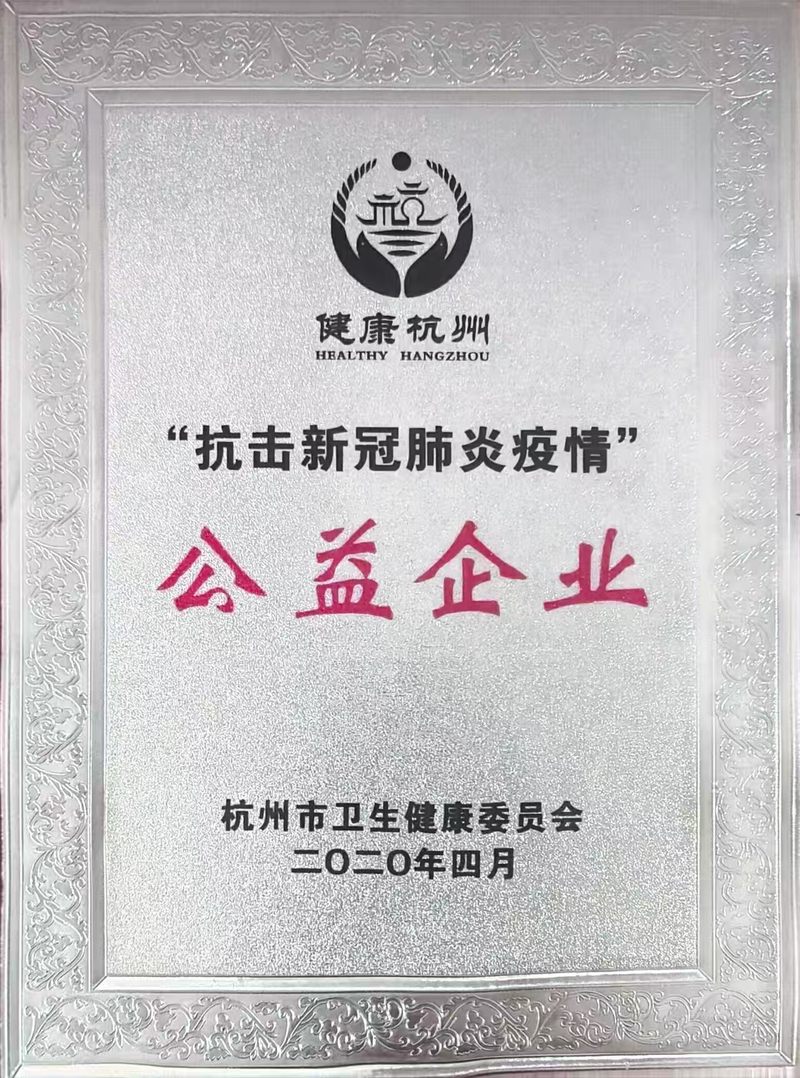 健康杭州
HEALTHY HANGZHOU
“抗击新冠肺炎疫情”
公益企业
杭州市卫生健康委员会
二〇二〇年四月